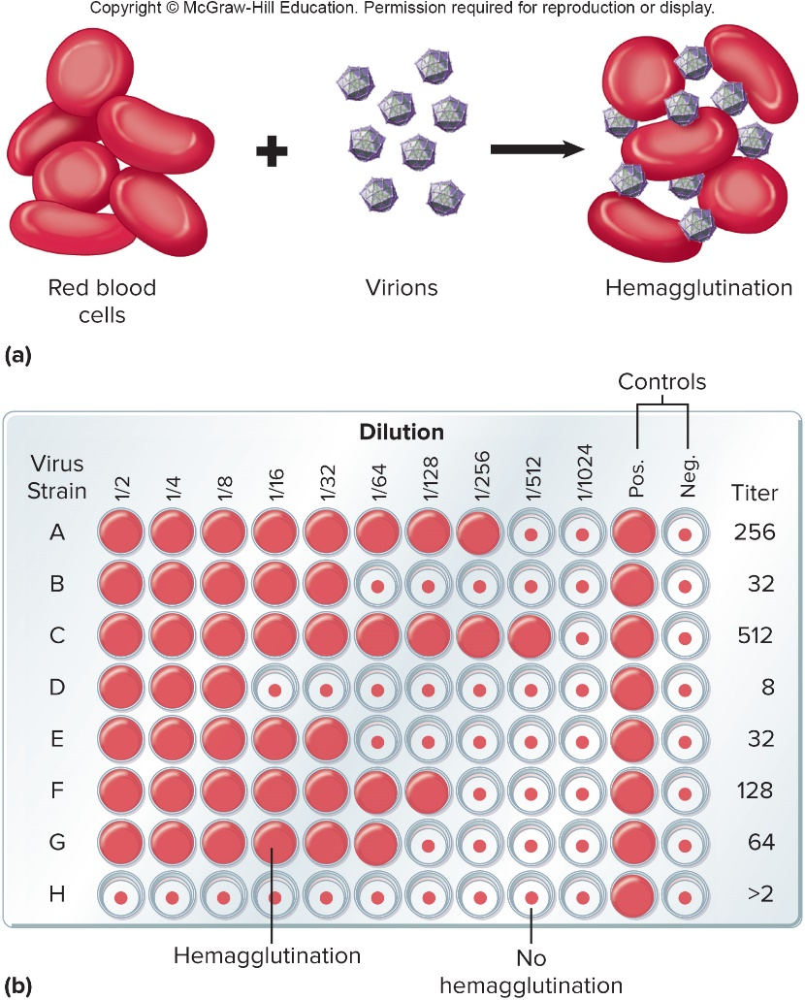 Copyright © McGraw-Hill Education. Permission required for reproduction or display.
Red blood
cells
Virions
Hemagglutination
(a)
Controls
Dilution
Virus
Strain
1/2
1/4
1/8
1/16
1/32
1/64
1/128
1/256
1/512
1/1024
Pos.
Neg.
Titer
A 256
B 32
C 512
D 8
E 32
F 128
G 64
H >2
Hemagglutination
No
hemagglutination
(b)